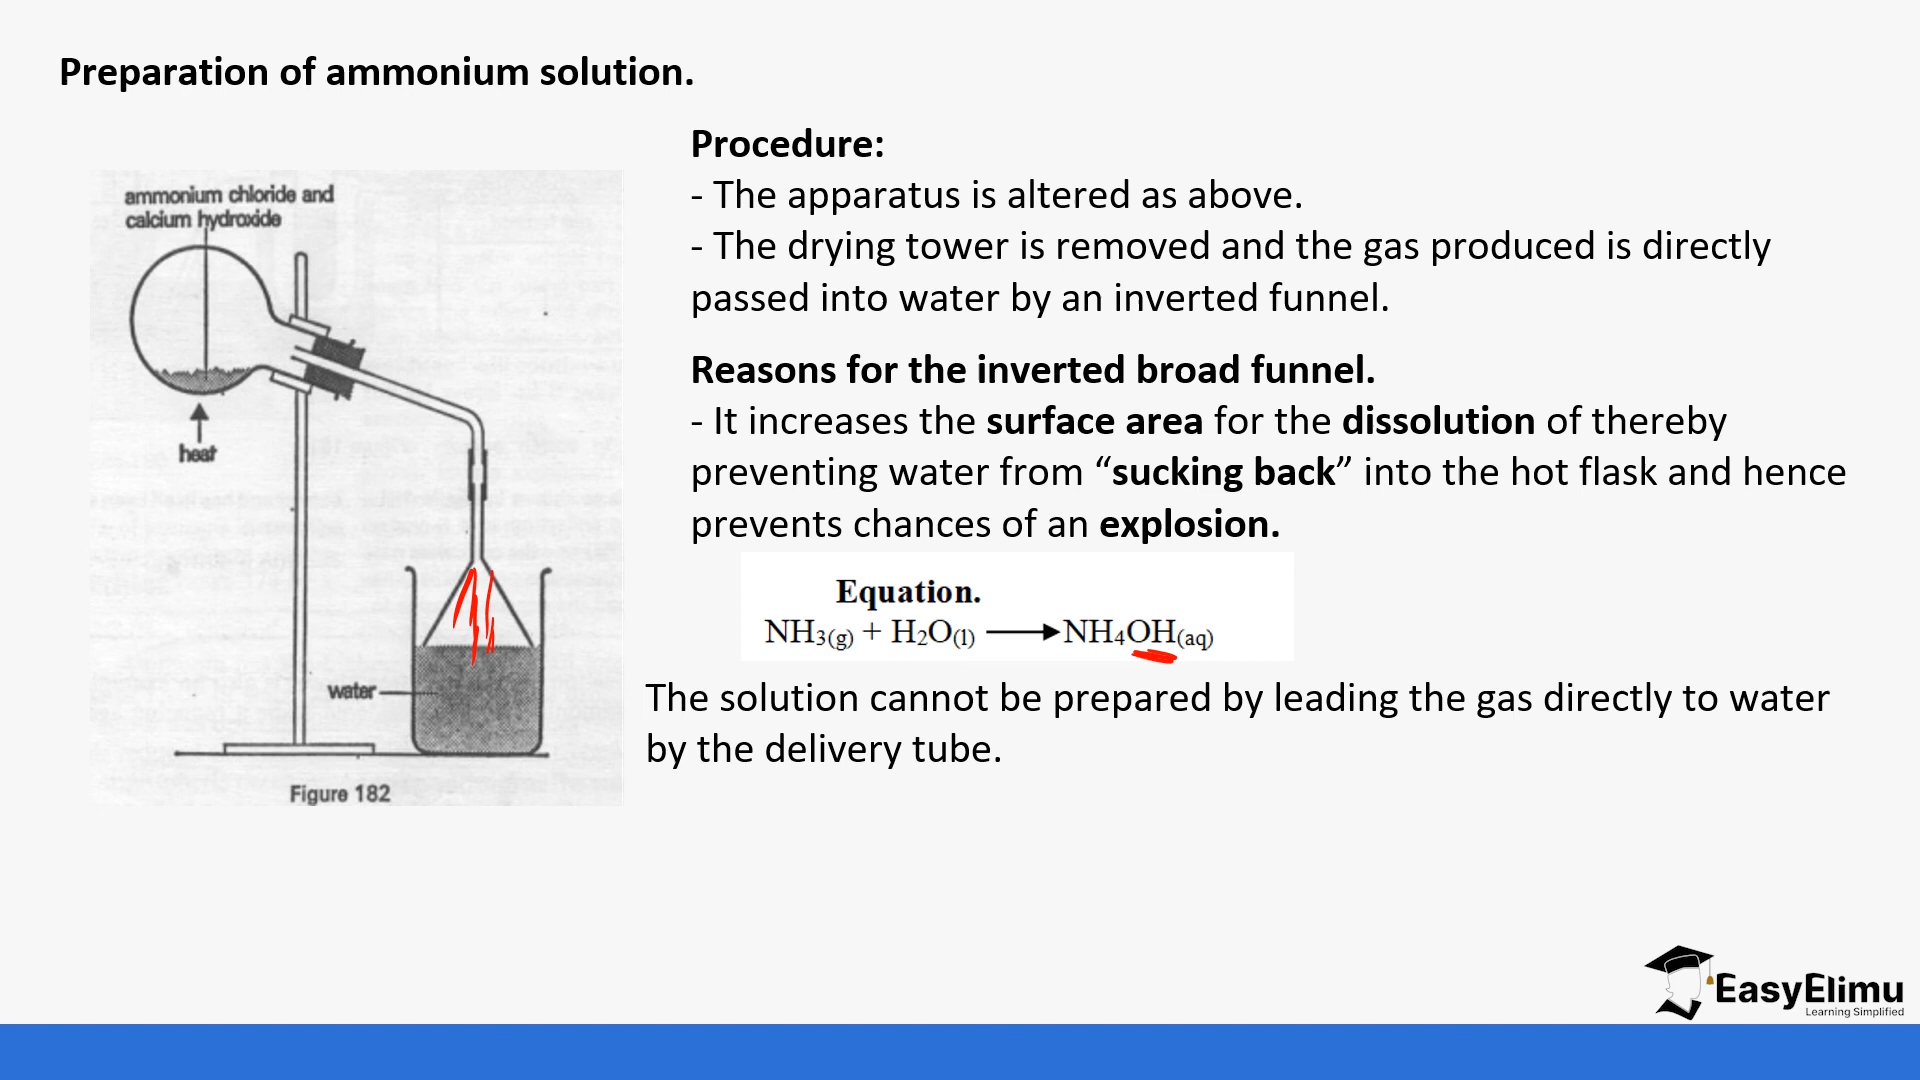 Preparation of ammonium solution.
ammonium chloride and
calcium hydroxide
heat
water
Figure 182
Procedure:
- The apparatus is altered as above.
- The drying tower is removed and the gas produced is directly
passed into water by an inverted funnel.
Reasons for the inverted broad funnel.
- It increases the surface area for the dissolution of thereby
preventing water from “sucking back” into the hot flask and hence
prevents chances of an explosion.
Equation.
NH3(g) + H2O(l) ⟶ NH4OH(aq)
The solution cannot be prepared by leading the gas directly to water
by the delivery tube.
EasyElimu
Learning Simplified